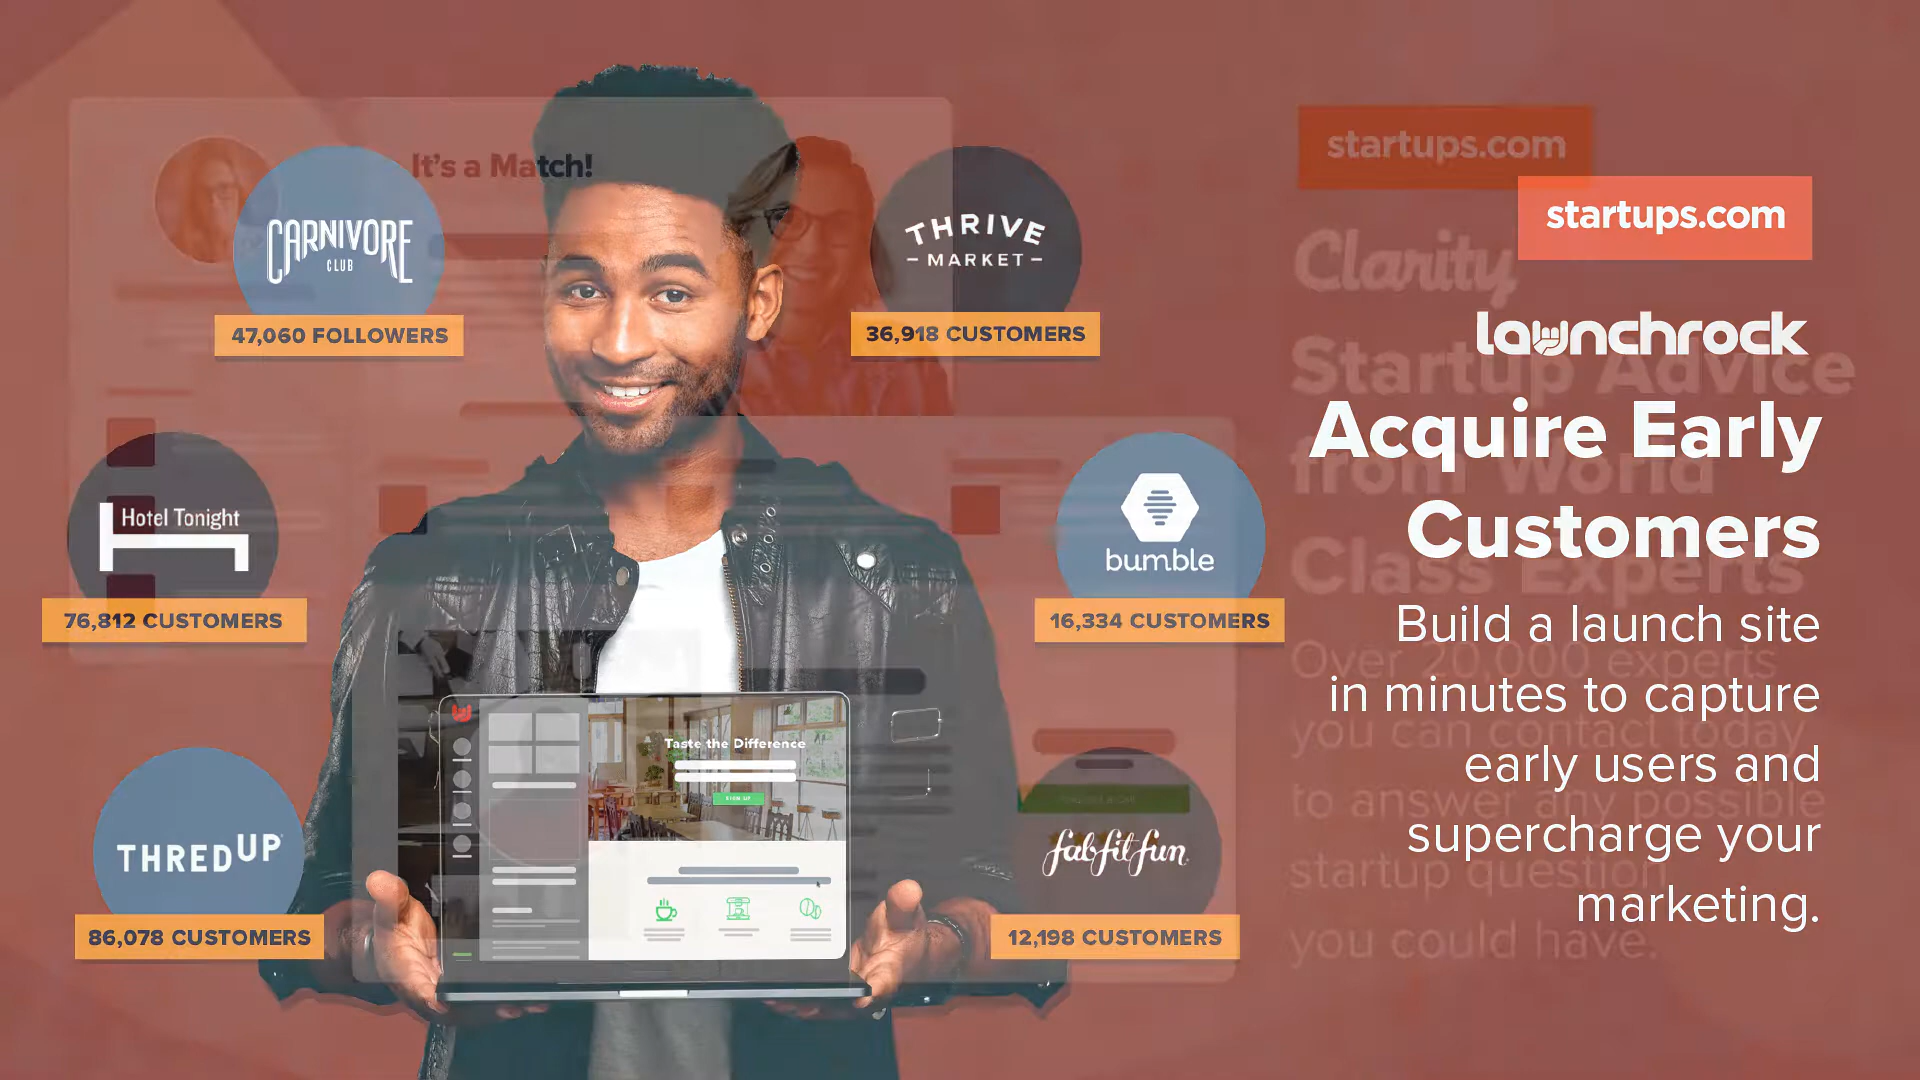 It's a Match!
CARNIVORE
CLUB
47,060 FOLLOWERS
THRIVE
MARKET
36,918 CUSTOMERS
Hotel Tonight
76,812 CUSTOMERS
bumble
16,334 CUSTOMERS
THREDUP
86,078 CUSTOMERS
fabfitfun
12,198 CUSTOMERS
Taste the Difference
SIGN UP
startups.com
Clarity
Startup Advice
from World
Class Experts
Over 20,000 experts
you can contact today
to answer any possible
startup question
you could have.
startups.com
launchrock
Acquire Early
Customers
Build a launch site
in minutes to capture
early users and
supercharge your
marketing.